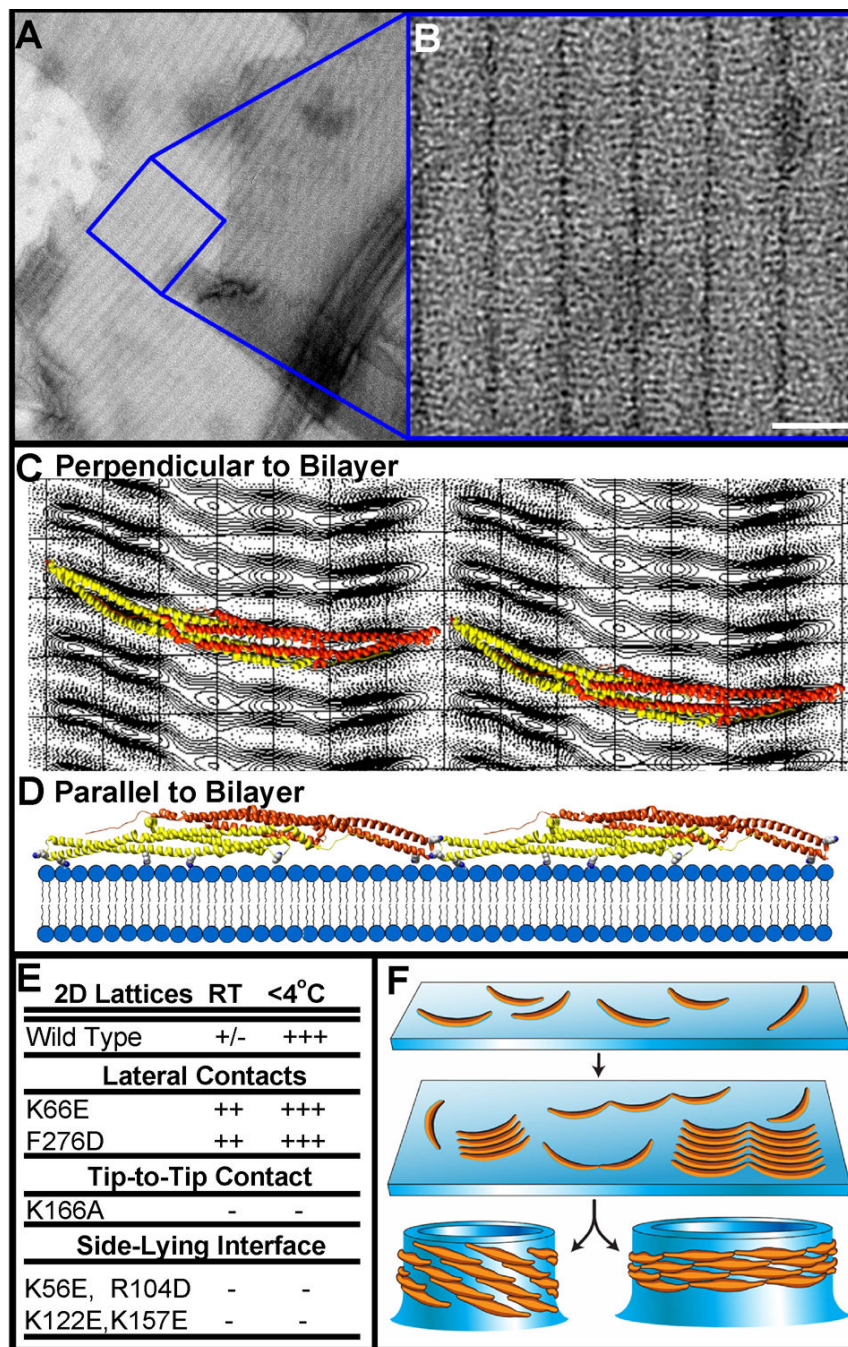 A
B
C Perpendicular to Bilayer
D Parallel to Bilayer
E
2D Lattices RT <4°C
Wild Type +/- +++
Lateral Contacts
K66E ++ +++
F276D ++ +++
Tip-to-Tip Contact
K166A - -
Side-Lying Interface
K56E, R104D - -
K122E,K157E - -
F